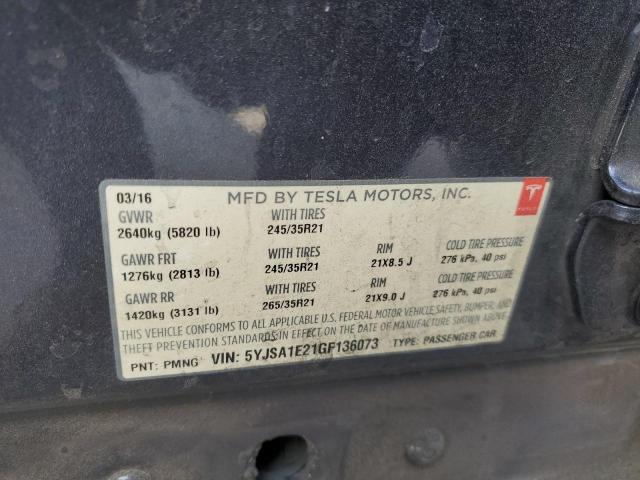 03/16 MFD BY TESLA MOTORS, INC. TESLA
GVWR WITH TIRES
2640kg (5820 lb) 245/35R21
GAWR FRT WITH TIRES RIM COLD TIRE PRESSURE
1276kg (2813 lb) 245/35R21 21X8.5 J 276 kPa, 40 psi
GAWR RR WITH TIRES RIM COLD TIRE PRESSURE
1420kg (3131 lb) 265/35R21 21X9.0 J 276 kPa, 40 psi
THIS VEHICLE CONFORMS TO ALL APPLICABLE U.S. FEDERAL MOTOR VEHICLE SAFETY, BUMPER, AND
THEFT PREVENTION STANDARDS IN EFFECT ON THE DATE OF MANUFACTURE SHOWN ABOVE.
PNT: PMNG VIN: 5YJSA1E21GF136073 TYPE: PASSENGER CAR